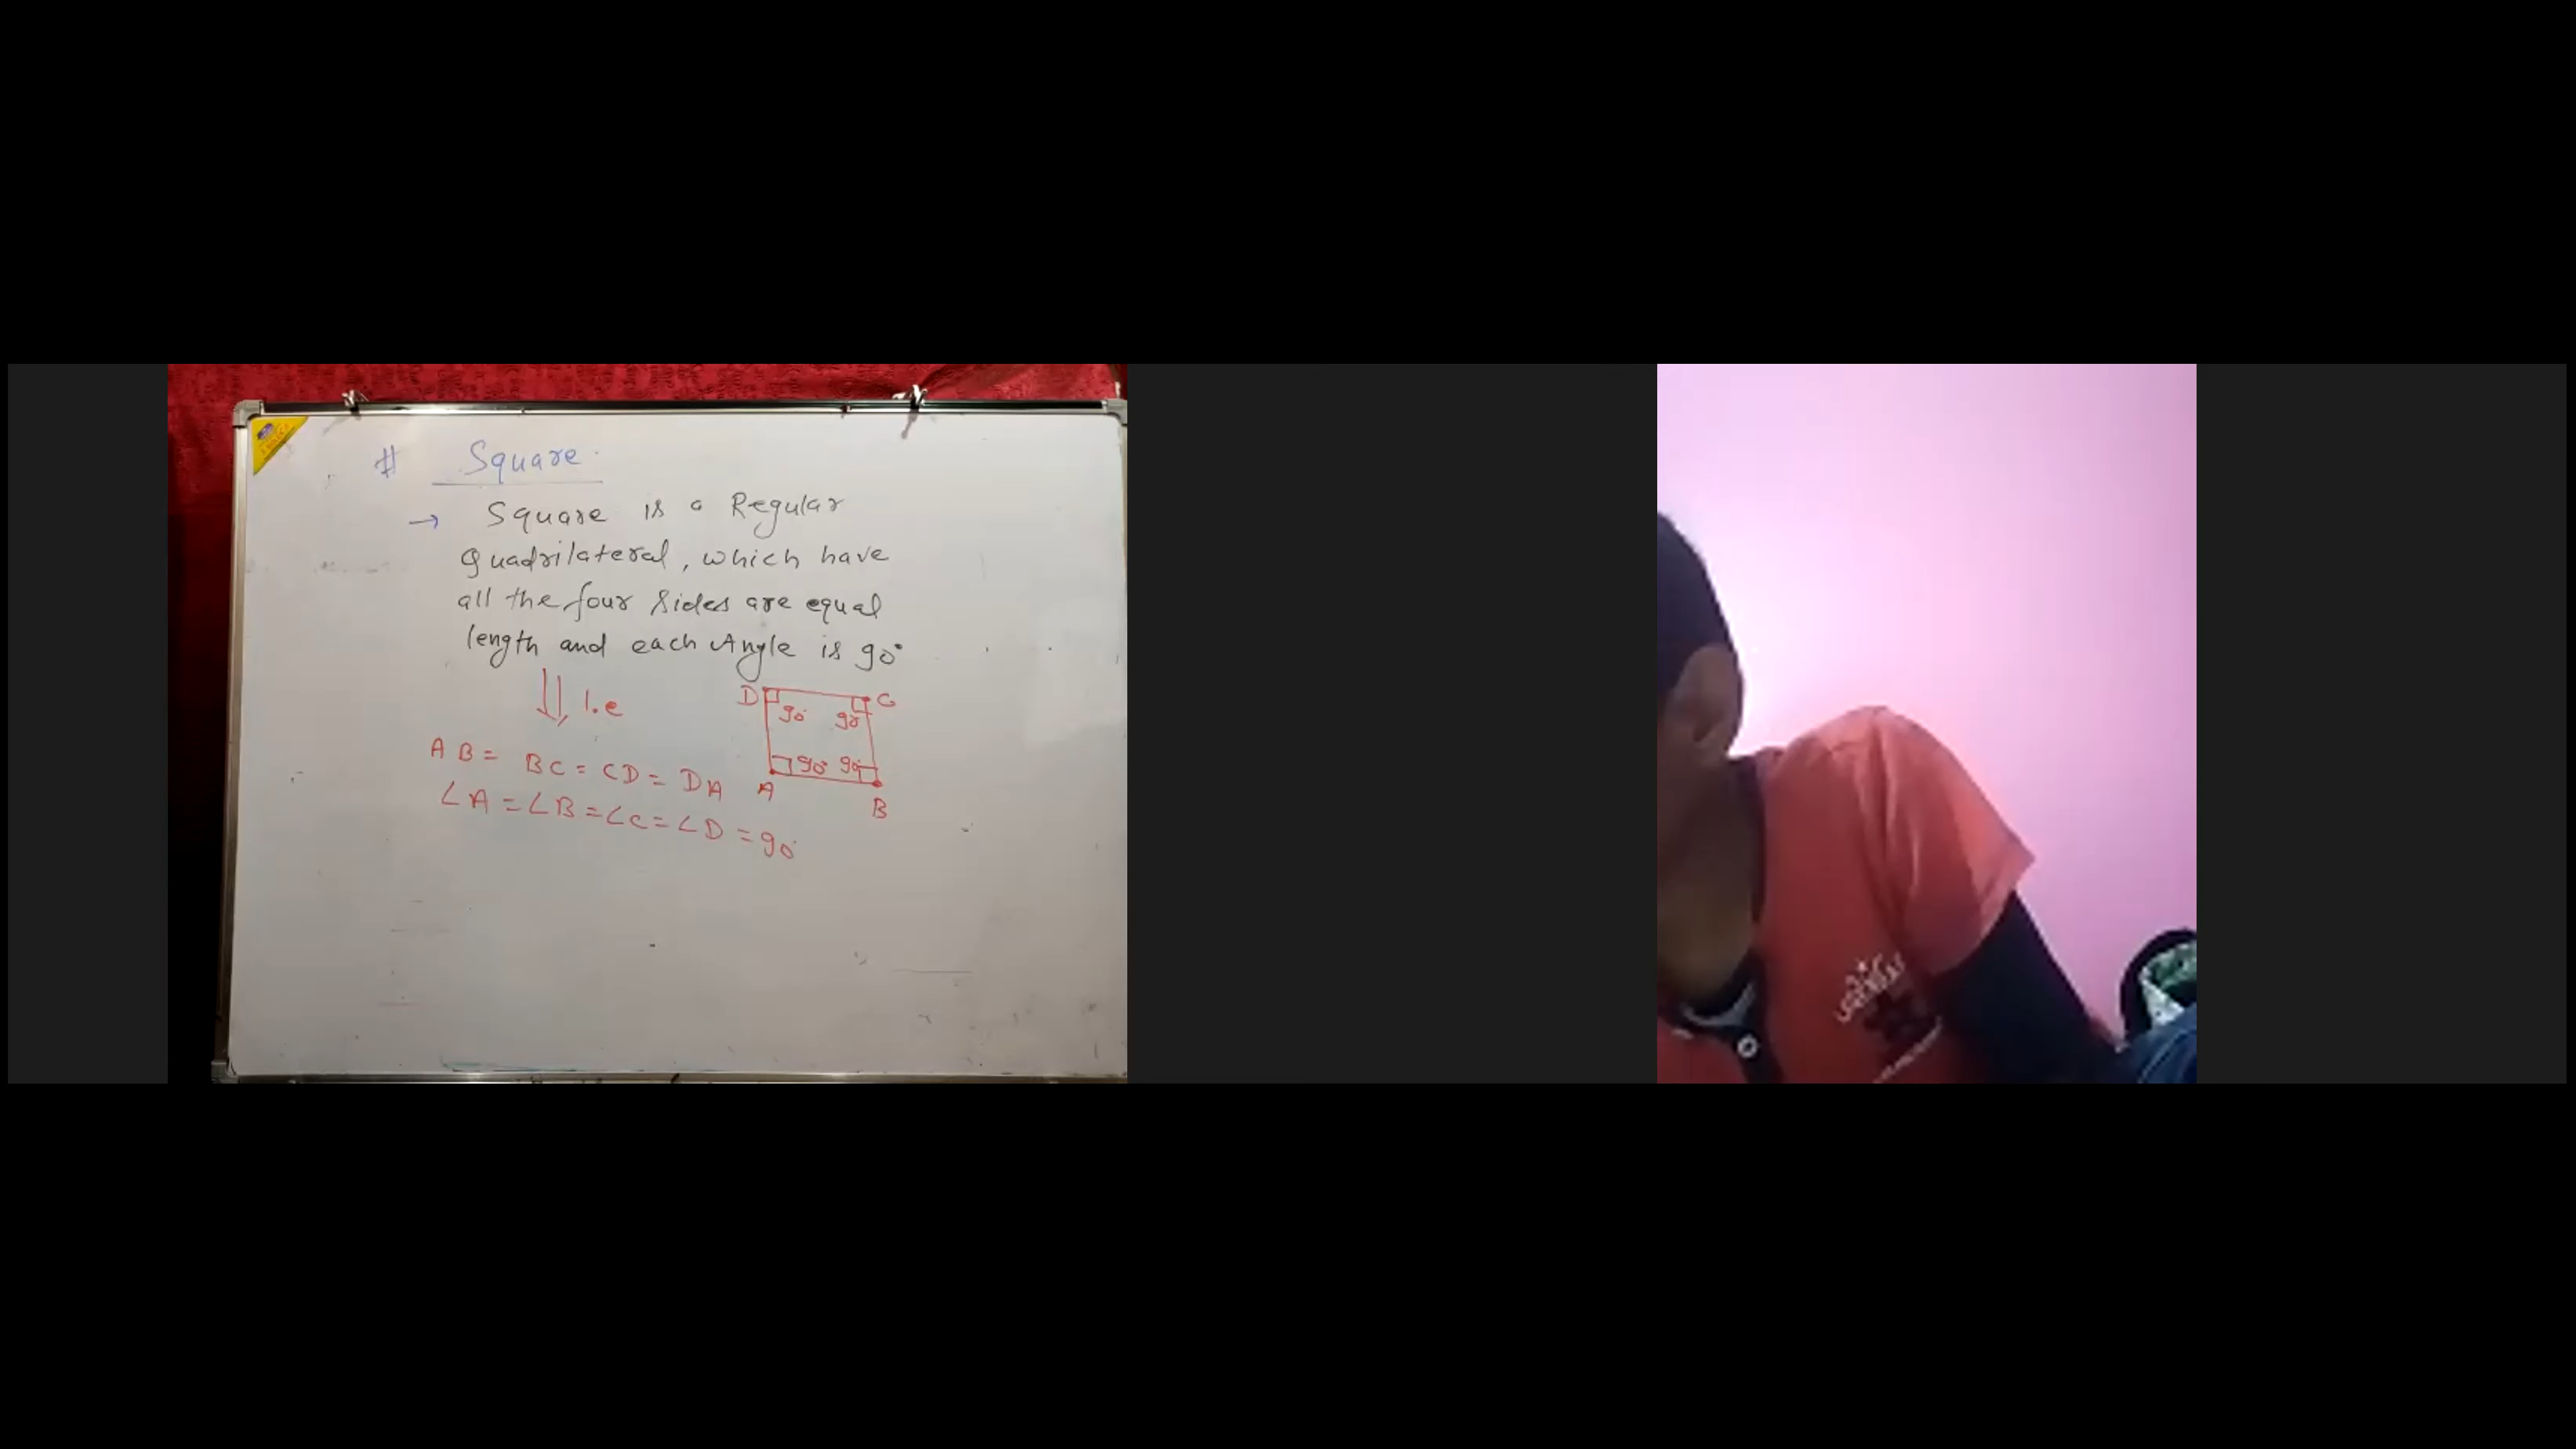 # Square
→ Square is a Regular
Quadrilateral, which have
all the four sides are equal
length and each Angle is 90°
⇓ I.e
AB = BC = CD = DA
∠A = ∠B = ∠C = ∠D = 90°
D C
90° 90°
90° 90°
A B